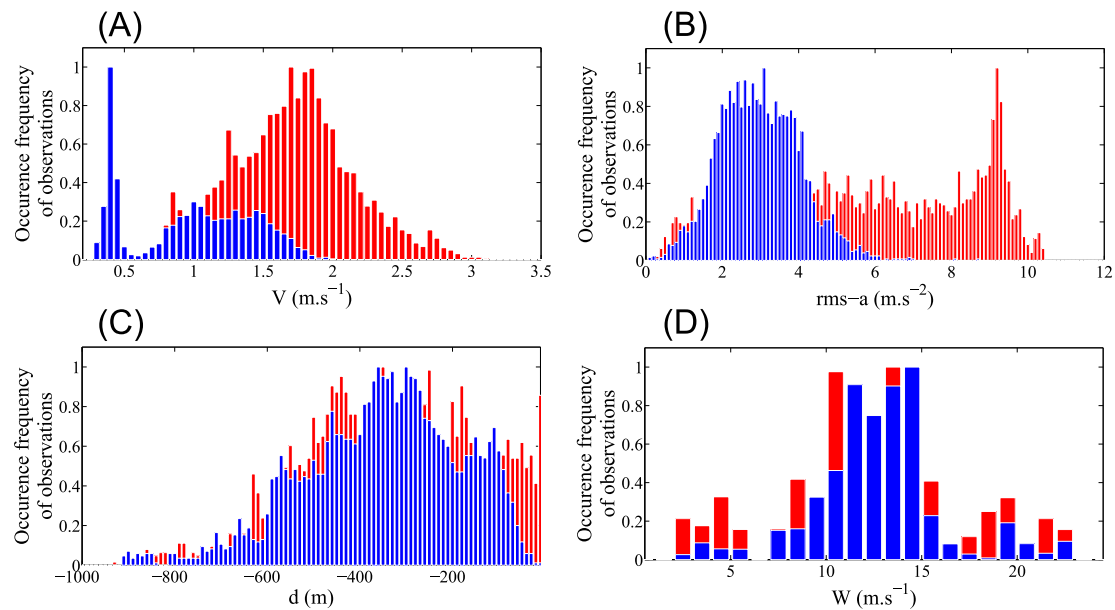 (A)
Occurence frequency
of observations
1
0.8
0.6
0.4
0.2
0
0.5 1 1.5 2 2.5 3 3.5
V (m.s−1)
(B)
Occurence frequency
of observations
1
0.8
0.6
0.4
0.2
0
0 2 4 6 8 10 12
rms−a (m.s−2)
(C)
Occurence frequency
of observations
1
0.8
0.6
0.4
0.2
0
−1000 −800 −600 −400 −200
d (m)
(D)
Occurence frequency
of observations
1
0.8
0.6
0.4
0.2
0
5 10 15 20
W (m.s−1)